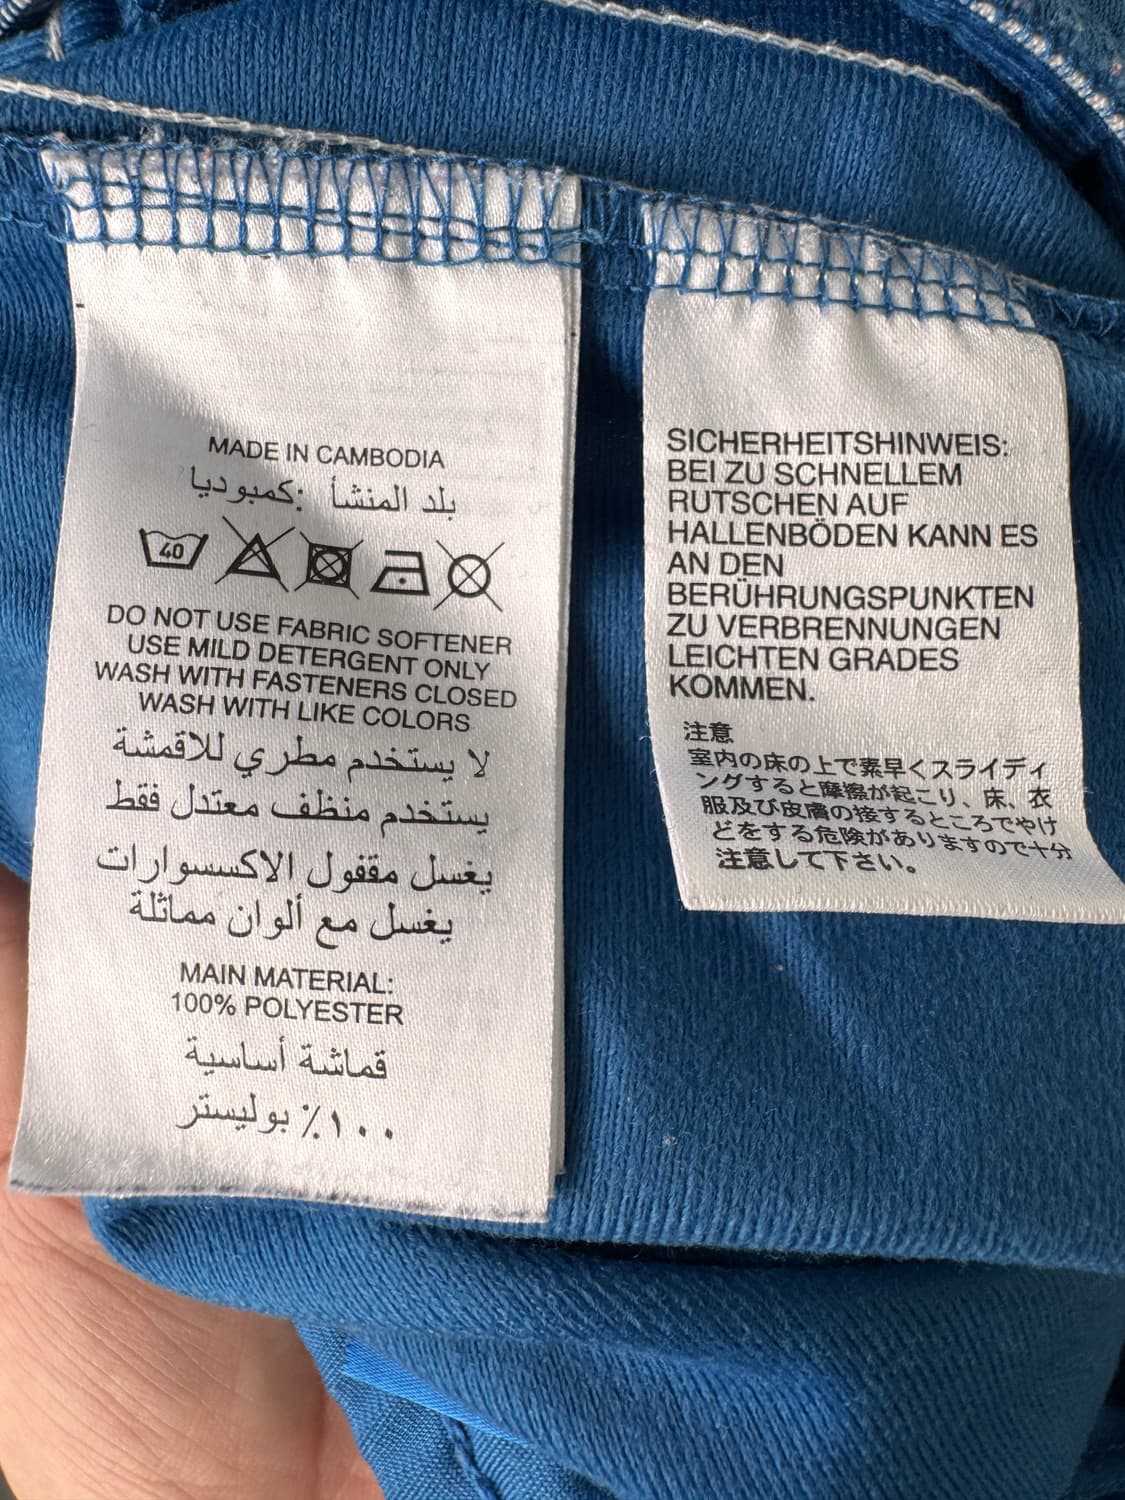 MADE IN CAMBODIA
بلد المنشأ :كمبوديا
40
DO NOT USE FABRIC SOFTENER
USE MILD DETERGENT ONLY
WASH WITH FASTENERS CLOSED
WASH WITH LIKE COLORS
لا يستخدم مطري للاقمشة
يستخدم منظف معتدل فقط
يغسل مققول الاكسسوارات
يغسل مع ألوان مماثلة
MAIN MATERIAL:
100% POLYESTER
قماشة أساسية
١٠٠٪ بوليستر
SICHERHEITSHINWEIS:
BEI ZU SCHNELLEM
RUTSCHEN AUF
HALLENBÖDEN KANN ES
AN DEN
BERÜHRUNGSPUNKTEN
ZU VERBRENNUNGEN
LEICHTEN GRADES
KOMMEN.
注意
室内の床の上で素早くスライディ
ングすると摩擦が起こり、床、衣
服及び皮膚の接するところでやけ
どをする危険がありますので十分
注意して下さい。